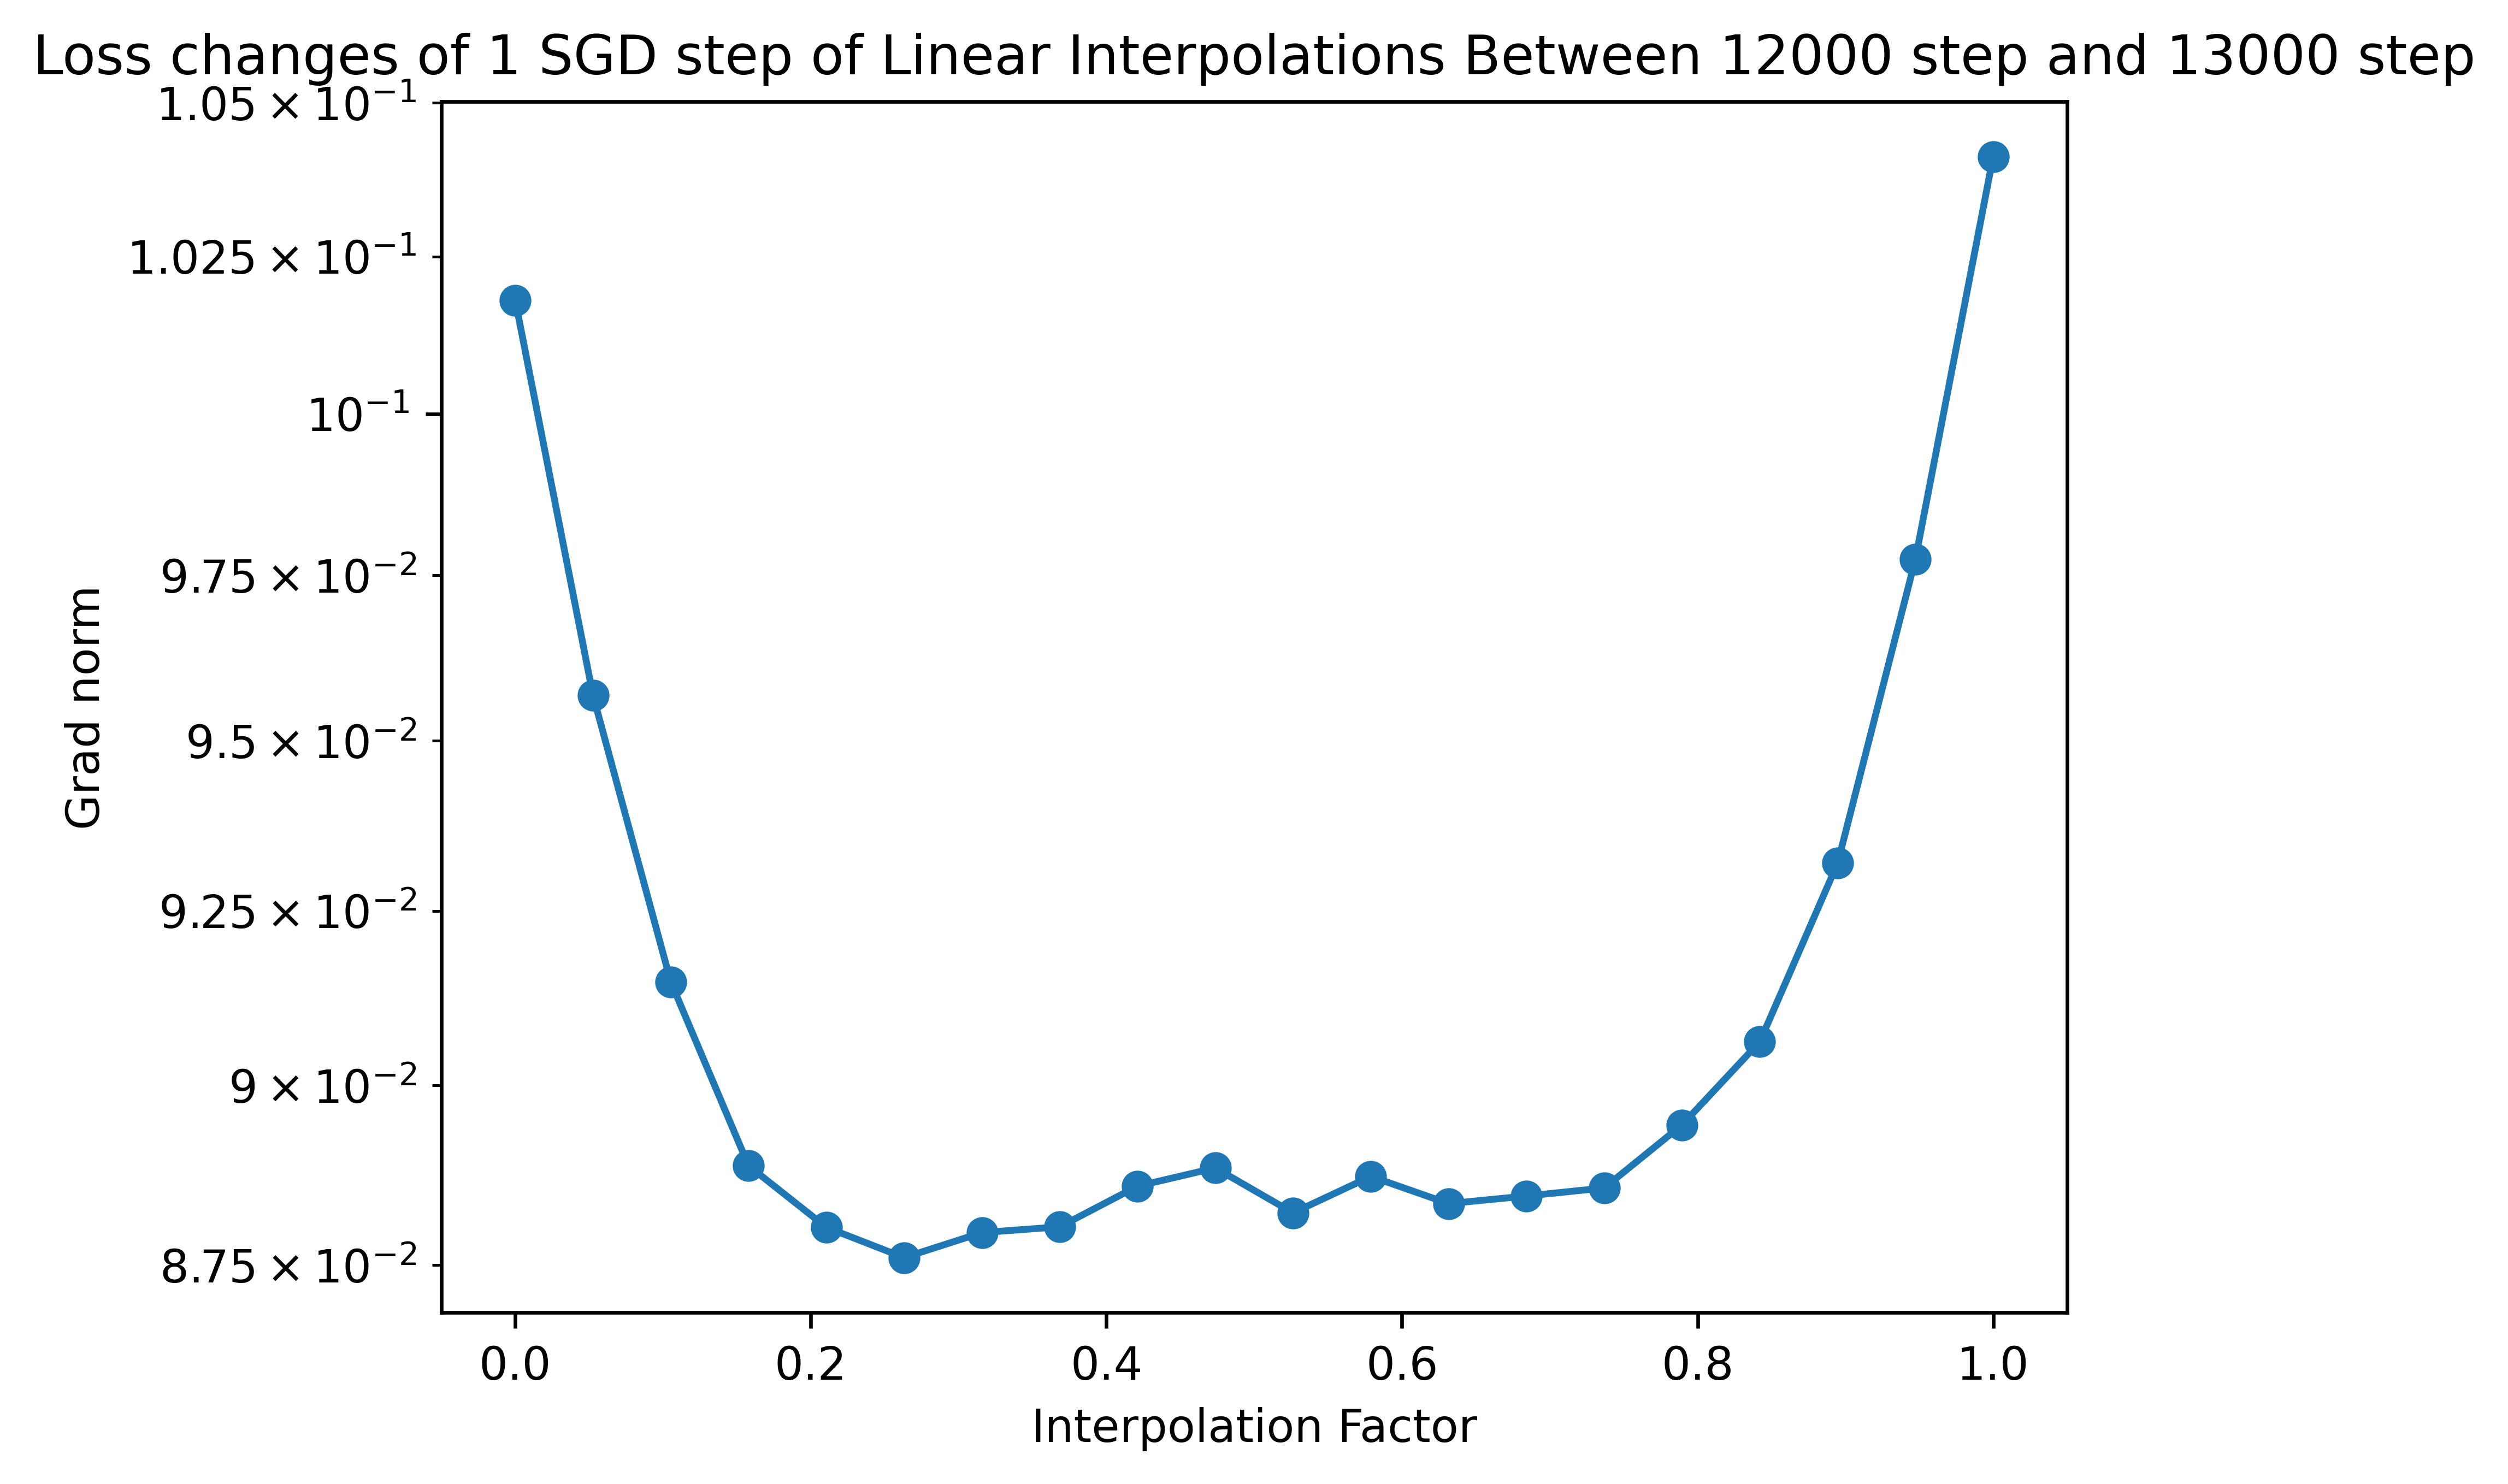 Loss changes of 1 SGD step of Linear Interpolations Between 12000 step and 13000 step
1.05 × 10⁻¹
1.025 × 10⁻¹
10⁻¹
9.75 × 10⁻²
9.5 × 10⁻²
9.25 × 10⁻²
9 × 10⁻²
8.75 × 10⁻²
Grad norm
0.0 0.2 0.4 0.6 0.8 1.0
Interpolation Factor